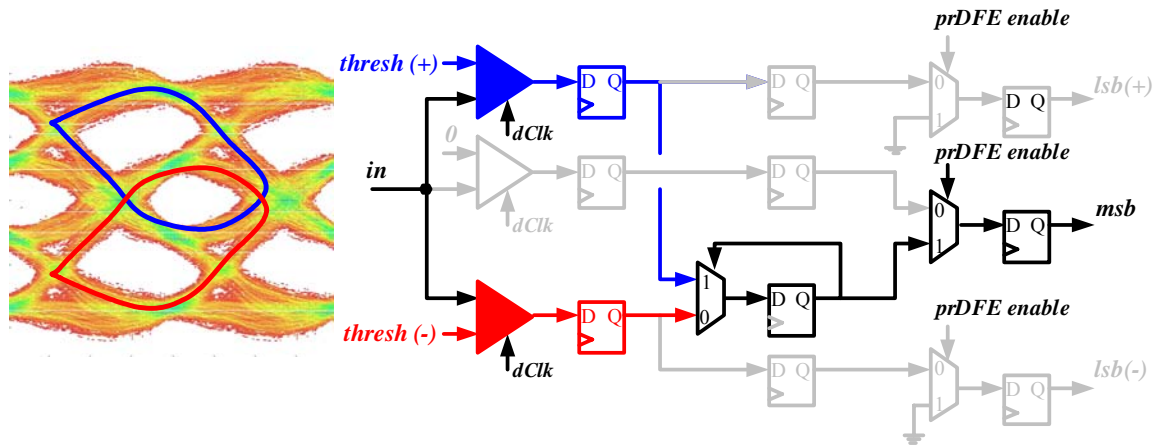 prDFE enable
thresh (+)
D Q
D Q
0
1
D Q
lsb(+)
dClk
0
prDFE enable
in
D Q
D Q
0
1
D Q
msb
dClk
1
0
D Q
thresh (-)
D Q
prDFE enable
dClk
D Q
0
1
D Q
lsb(-)